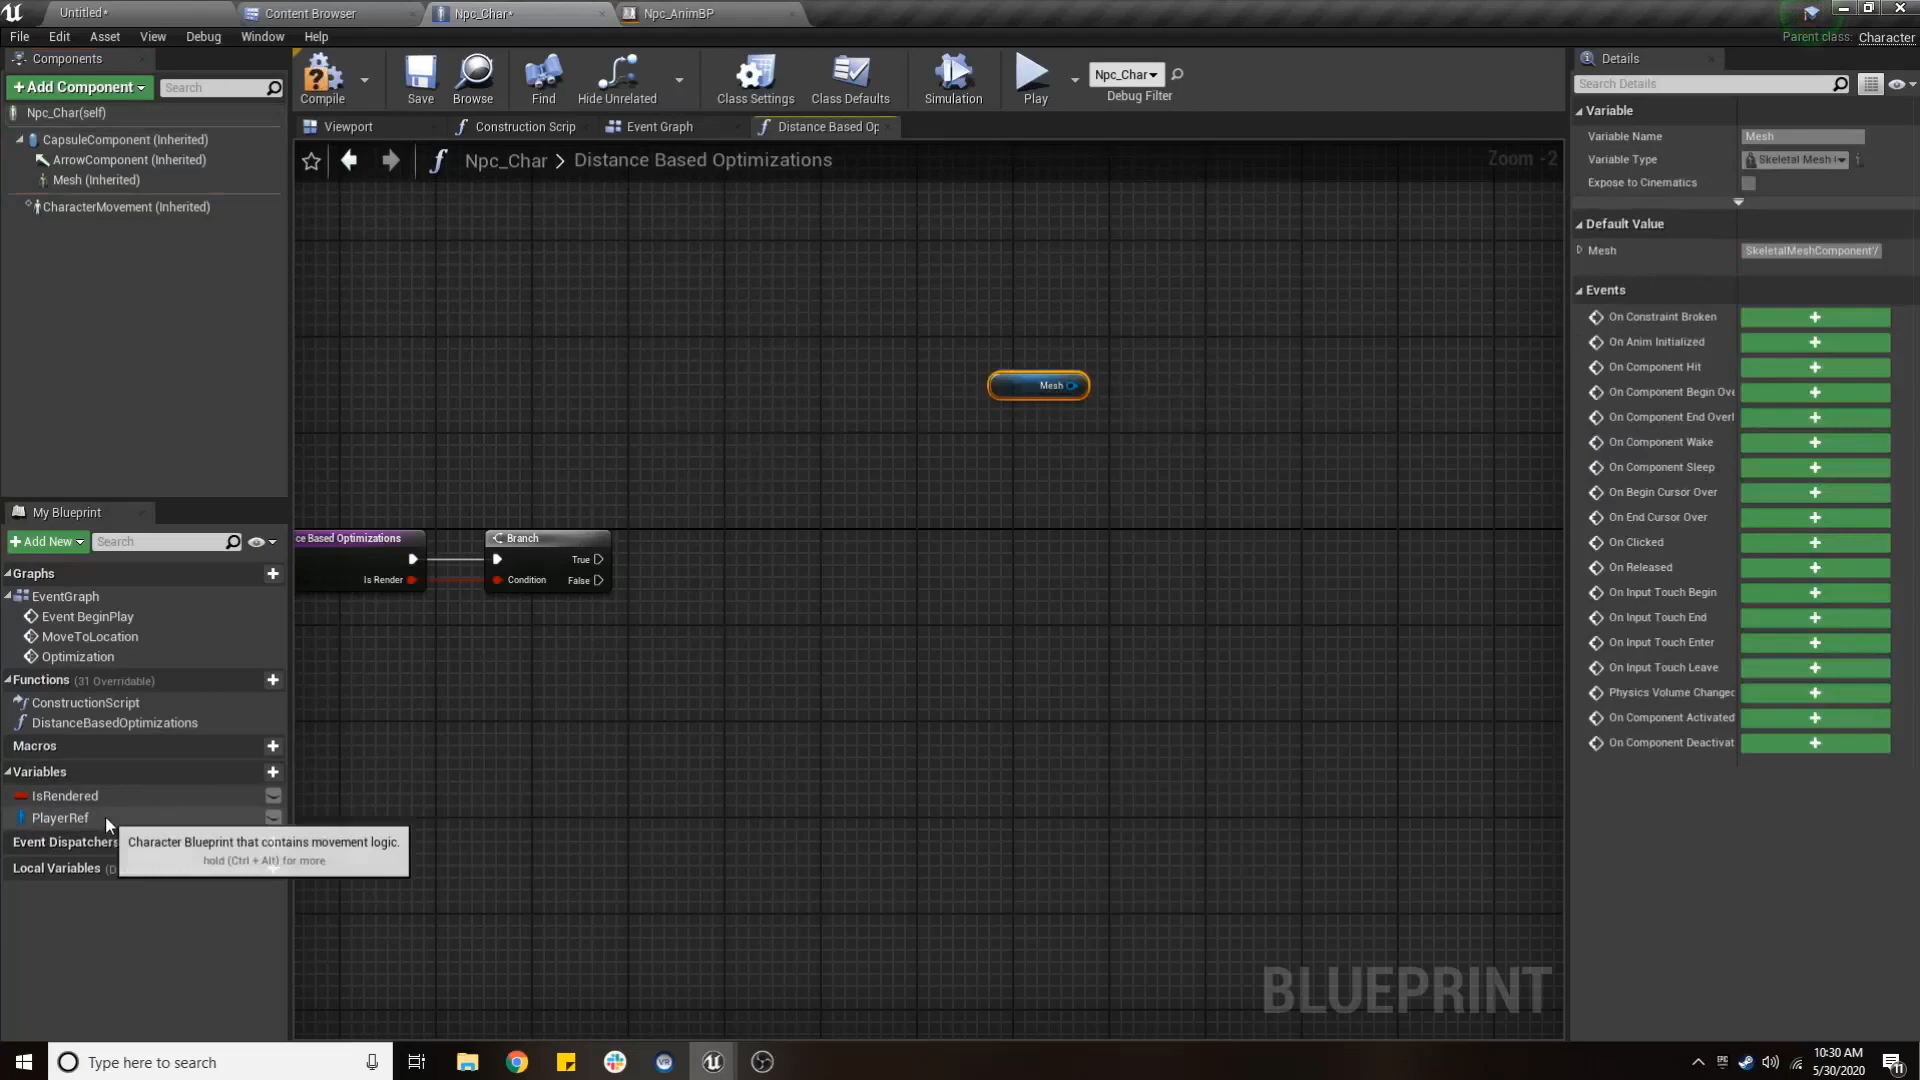 Untitled*
Content Browser
Npc_Char*
Npc_AnimBP
File Edit Asset View Debug Window Help
Parent class: Character
Components
+Add Component
Search
Npc_Char(self)
CapsuleComponent (Inherited)
ArrowComponent (Inherited)
Mesh (Inherited)
CharacterMovement (Inherited)
Compile
Save
Browse
Find
Hide Unrelated
Class Settings
Class Defaults
Simulation
Play
Npc_Char
Debug Filter
Viewport
Construction Scrip
Event Graph
Distance Based Op
Npc_Char > Distance Based Optimizations
Zoom -2
Mesh
ce Based Optimizations
Is Render
Branch
Condition
True
False
BLUEPRINT
My Blueprint
+Add New
Search
Graphs
EventGraph
Event BeginPlay
MoveToLocation
Optimization
Functions (31 Overridable)
ConstructionScript
DistanceBasedOptimizations
Macros
Variables
IsRendered
PlayerRef
Event Dispatchers
Local Variables (D
Character Blueprint that contains movement logic.
hold (Ctrl + Alt) for more
Details
Search Details
Variable
Variable Name Mesh
Variable Type Skeletal Mesh
Expose to Cinematics
Default Value
Mesh SkeletalMeshComponent'/
Events
On Constraint Broken
On Anim Initialized
On Component Hit
On Component Begin Ove
On Component End Overl
On Component Wake
On Component Sleep
On Begin Cursor Over
On End Cursor Over
On Clicked
On Released
On Input Touch Begin
On Input Touch End
On Input Touch Enter
On Input Touch Leave
Physics Volume Changed
On Component Activated
On Component Deactivat
Type here to search
10:30 AM
5/30/2020